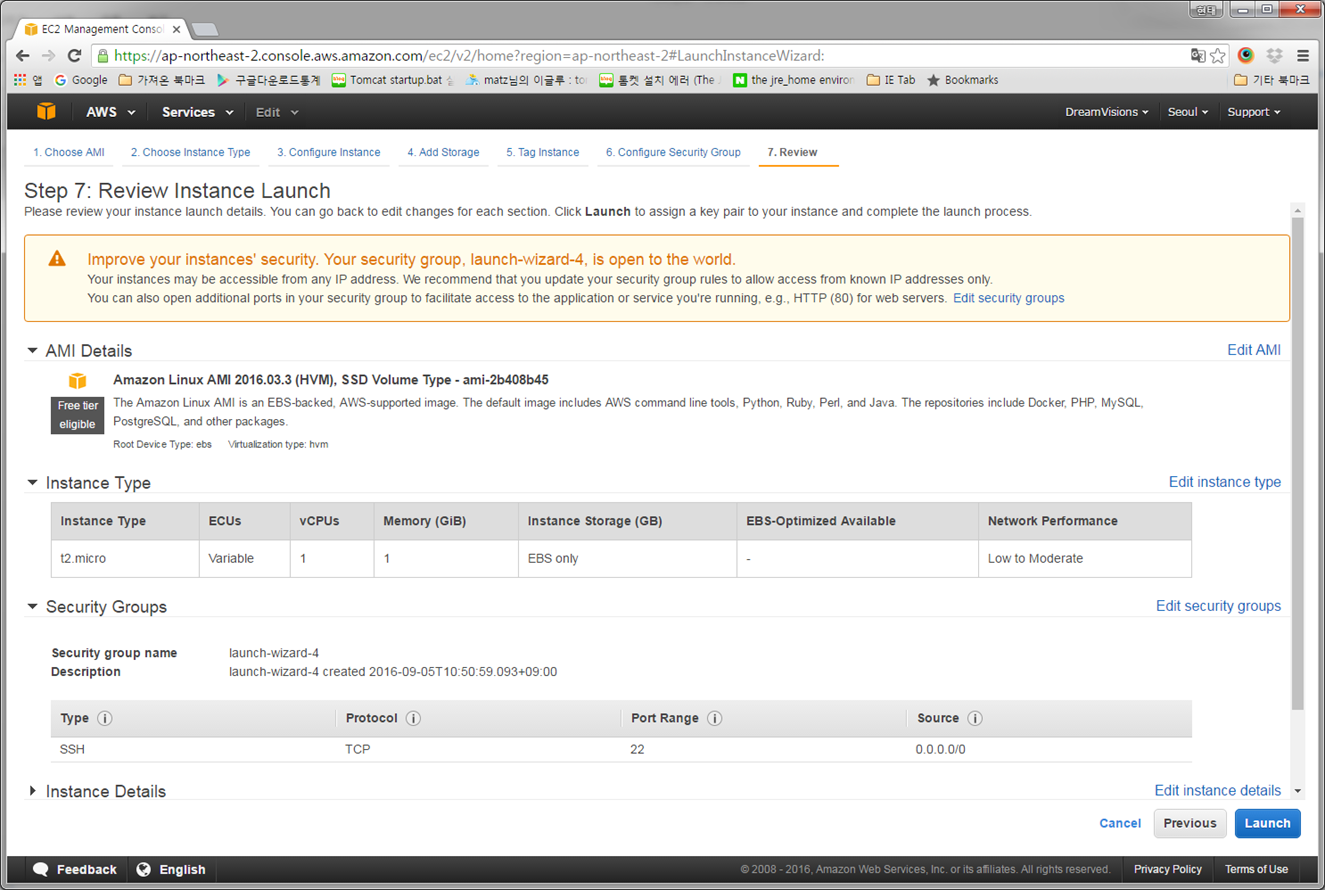 현태
EC2 Management Conso
https://ap-northeast-2.console.aws.amazon.com/ec2/v2/home?region=ap-northeast-2#LaunchInstanceWizard:
앱 Google 가져온 북마크 구글다운로드통계 Tomcat startup.bat 실 matz님의 이글루 : to 톰켓 설치 에러 (The J the jre_home environ IE Tab Bookmarks 기타 북마크
AWS Services Edit DreamVisions Seoul Support
1. Choose AMI 2. Choose Instance Type 3. Configure Instance 4. Add Storage 5. Tag Instance 6. Configure Security Group 7. Review
Step 7: Review Instance Launch
Please review your instance launch details. You can go back to edit changes for each section. Click Launch to assign a key pair to your instance and complete the launch process.
Improve your instances' security. Your security group, launch-wizard-4, is open to the world.
Your instances may be accessible from any IP address. We recommend that you update your security group rules to allow access from known IP addresses only.
You can also open additional ports in your security group to facilitate access to the application or service you're running, e.g., HTTP (80) for web servers. Edit security groups
AMI Details Edit AMI
Amazon Linux AMI 2016.03.3 (HVM), SSD Volume Type - ami-2b408b45
Free tier eligible
The Amazon Linux AMI is an EBS-backed, AWS-supported image. The default image includes AWS command line tools, Python, Ruby, Perl, and Java. The repositories include Docker, PHP, MySQL,
PostgreSQL, and other packages.
Root Device Type: ebs Virtualization type: hvm
Instance Type Edit instance type
Instance Type ECUs vCPUs Memory (GiB) Instance Storage (GB) EBS-Optimized Available Network Performance
t2.micro Variable 1 1 EBS only - Low to Moderate
Security Groups Edit security groups
Security group name launch-wizard-4
Description launch-wizard-4 created 2016-09-05T10:50:59.093+09:00
Type Protocol Port Range Source
SSH TCP 22 0.0.0.0/0
Instance Details Edit instance details
Cancel Previous Launch
Feedback English © 2008 - 2016, Amazon Web Services, Inc. or its affiliates. All rights reserved. Privacy Policy Terms of Use